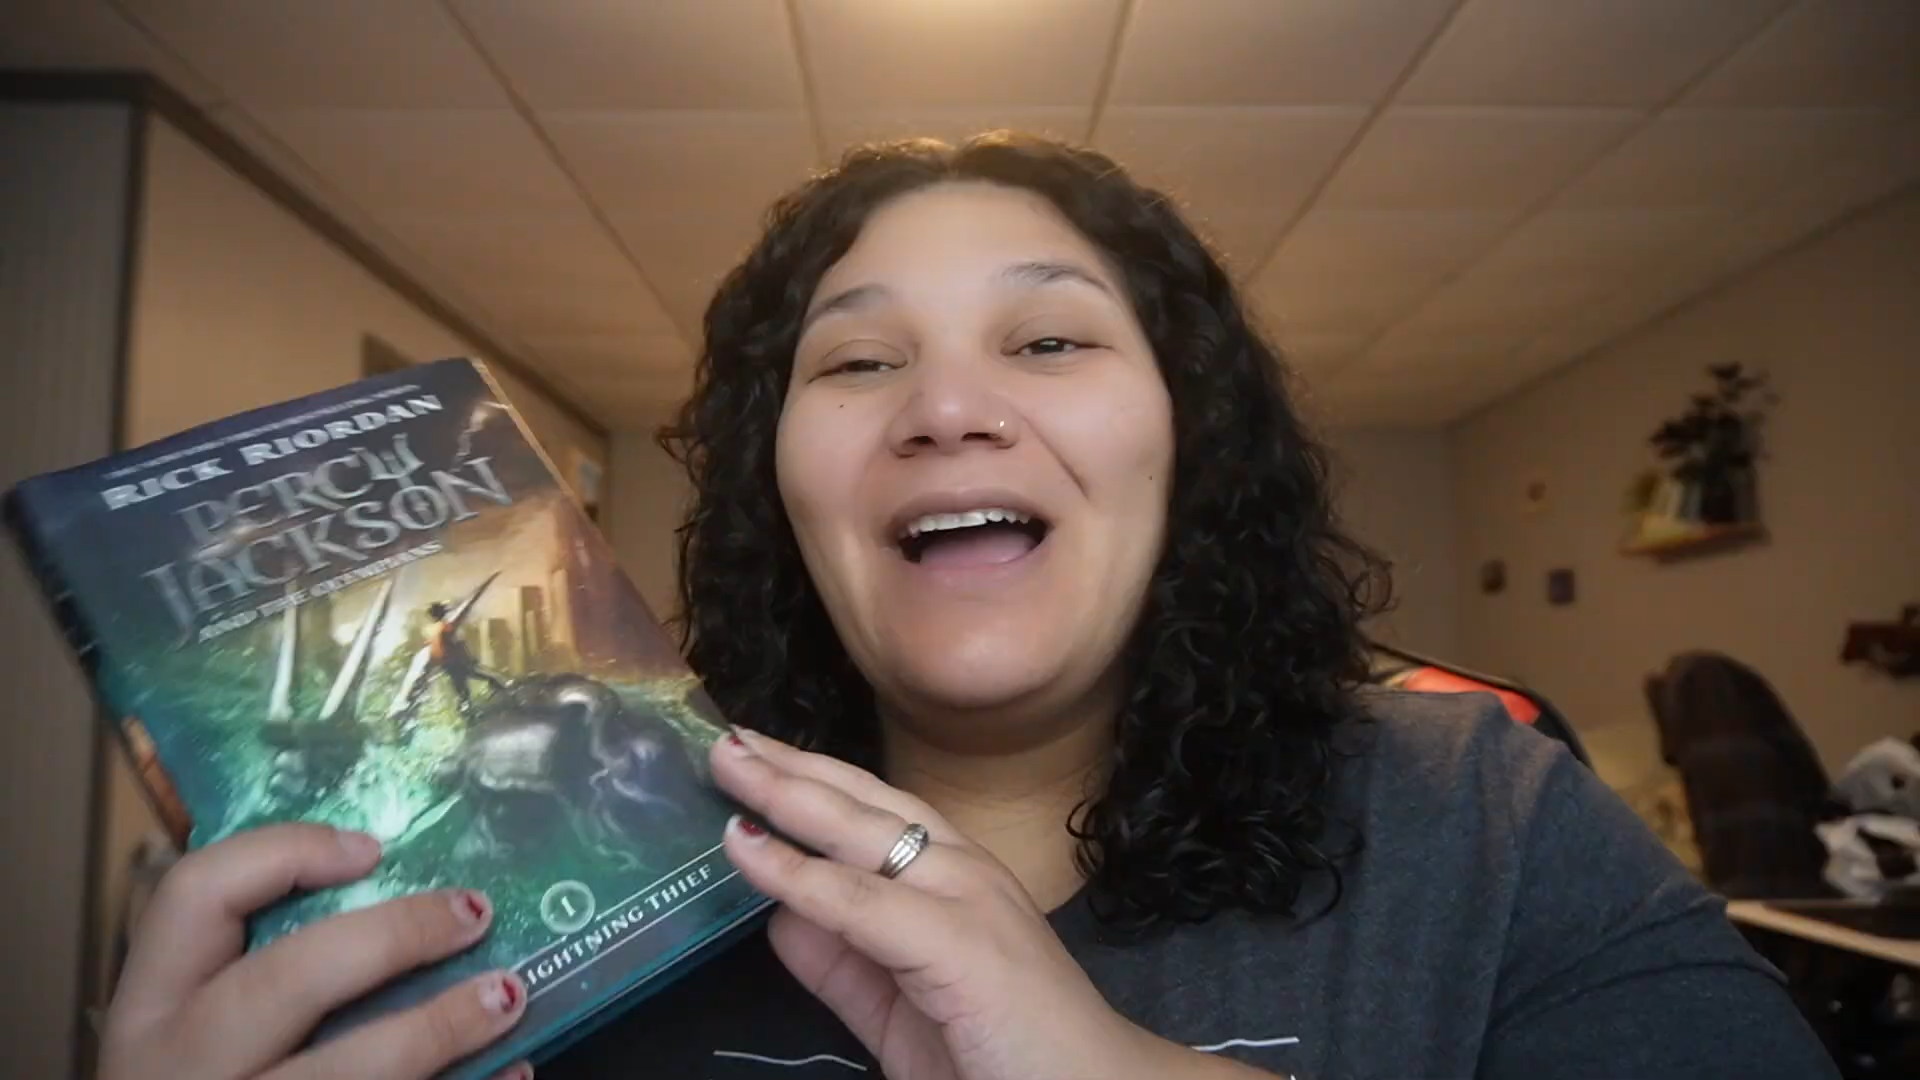 RICK RIORDAN
PERCY
JACKSON
AND THE OLYMPIANS
1
LIGHTNING THIEF